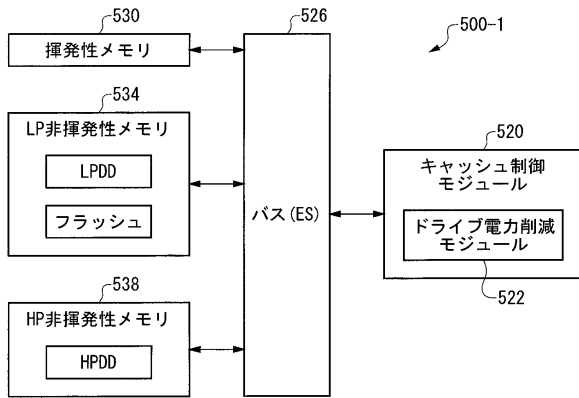 530
揮発性メモリ
534
LP非揮発性メモリ
LPDD
フラッシュ
538
HP非揮発性メモリ
HPDD
526
バス(ES)
500-1
520
キャッシュ制御
モジュール
ドライブ電力削減
モジュール
522